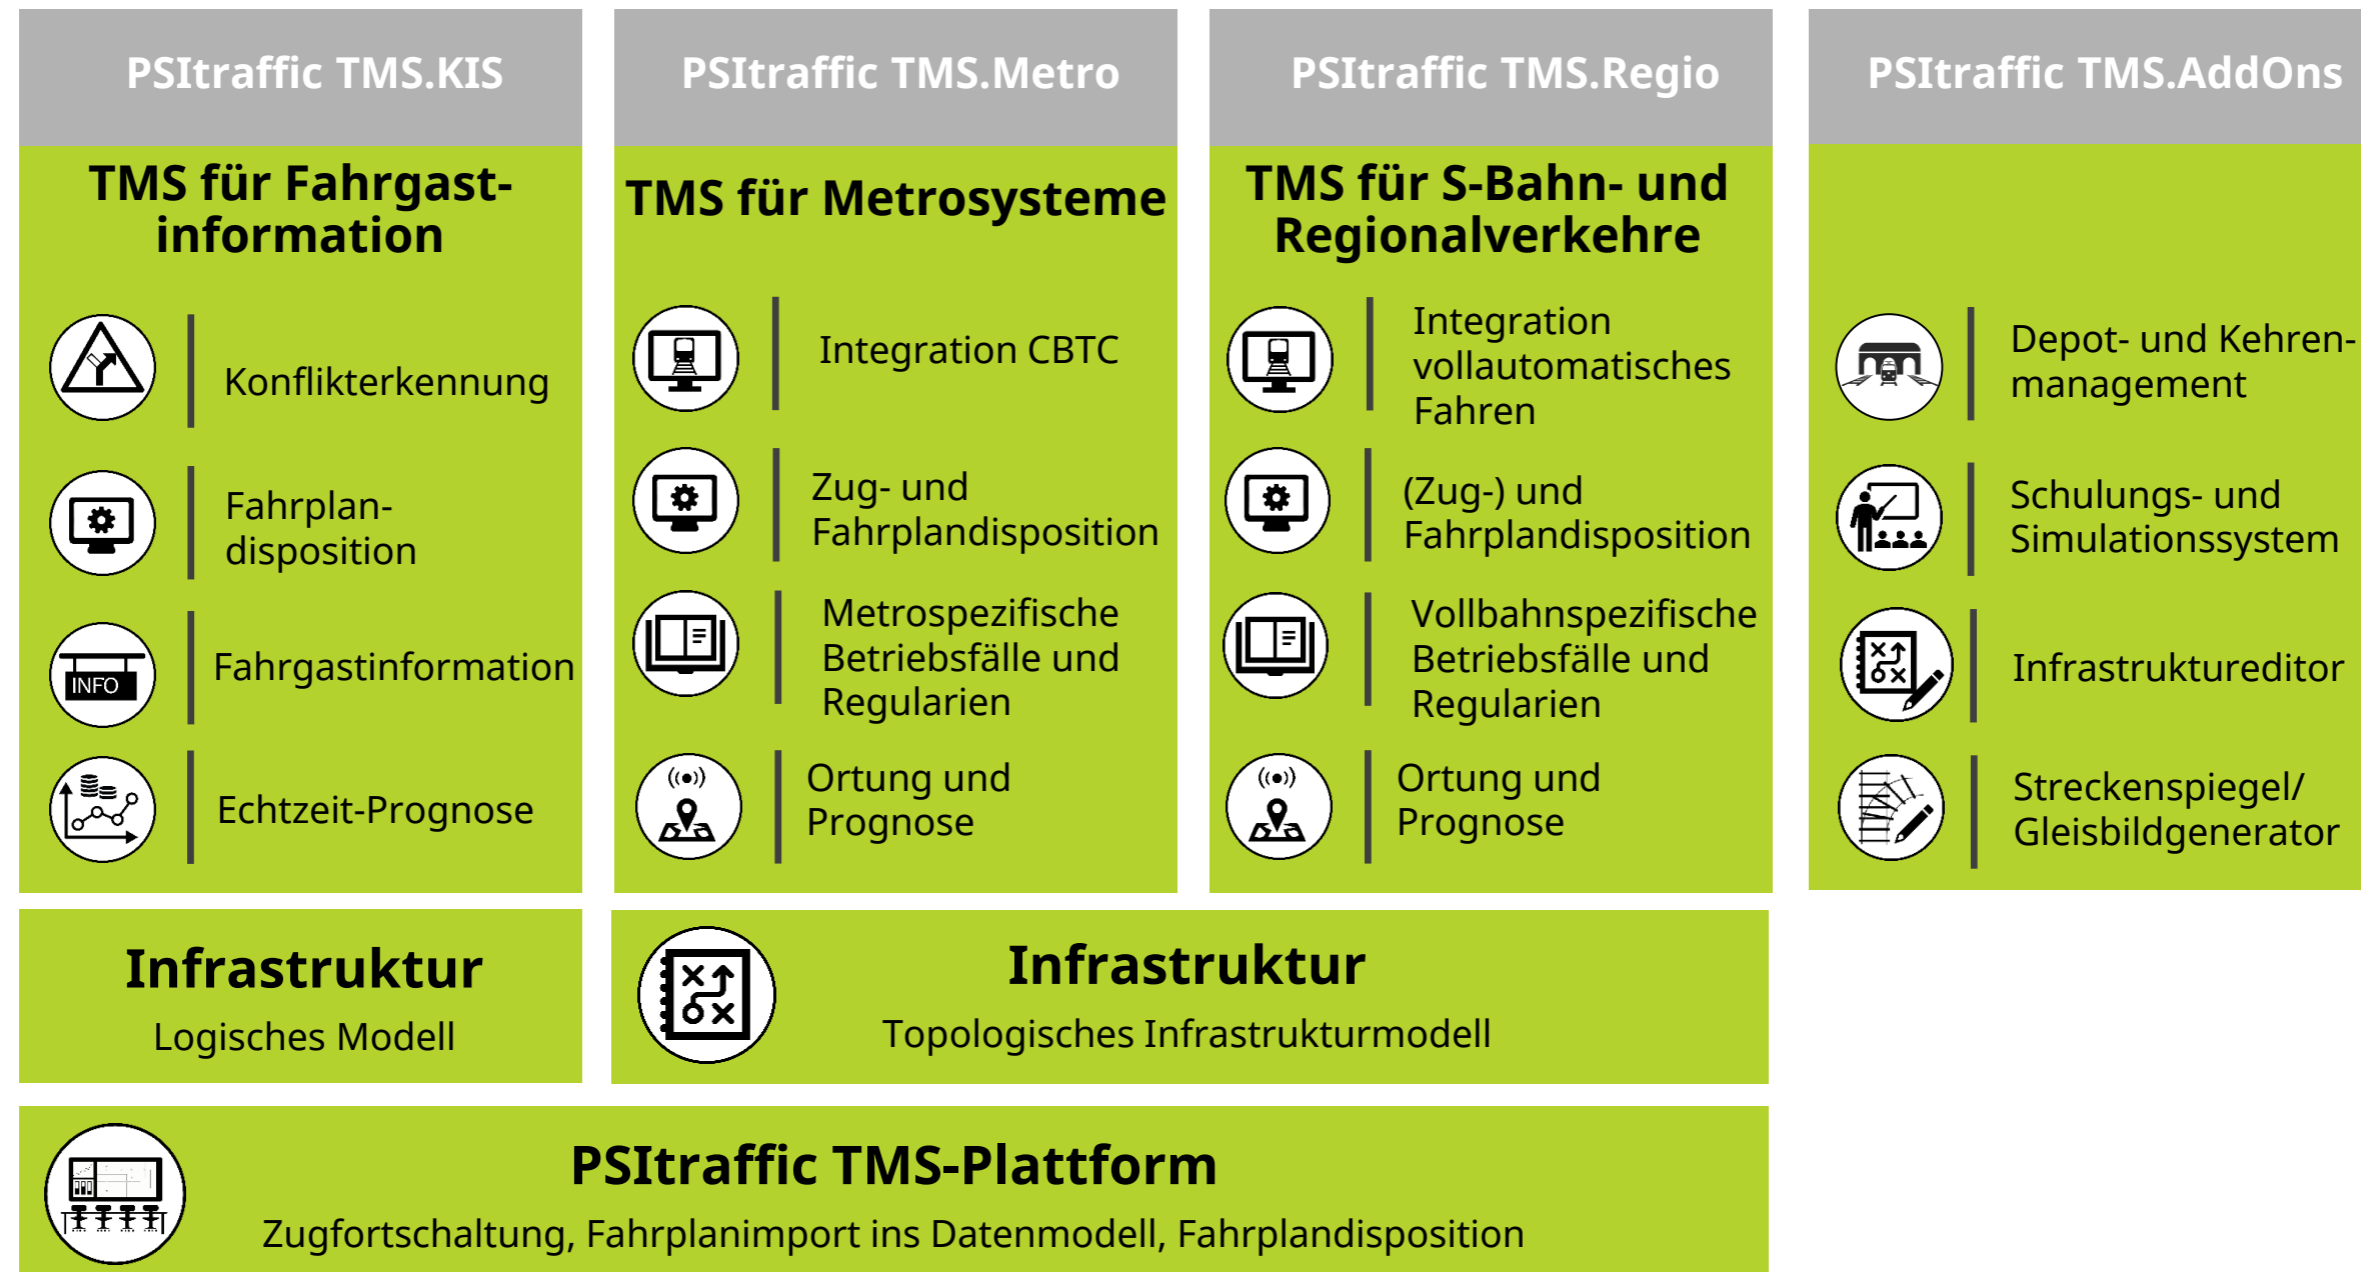 PSItraffic TMS.KIS
TMS für Fahrgast-
information
Konflikterkennung
Fahrplan-
disposition
INFO
Fahrgastinformation
Echtzeit-Prognose
PSItraffic TMS.Metro
TMS für Metrosysteme
Integration CBTC
Zug- und
Fahrplandisposition
Metrospezifische
Betriebsfälle und
Regularien
Ortung und
Prognose
PSItraffic TMS.Regio
TMS für S-Bahn- und
Regionalverkehre
Integration
vollautomatisches
Fahren
(Zug-) und
Fahrplandisposition
Vollbahnspezifische
Betriebsfälle und
Regularien
Ortung und
Prognose
PSItraffic TMS.AddOns
Depot- und Kehren-
management
Schulungs- und
Simulationssystem
Infrastruktureditor
Streckenspiegel/
Gleisbildgenerator
Infrastruktur
Logisches Modell
Infrastruktur
Topologisches Infrastrukturmodell
PSItraffic TMS-Plattform
Zugfortschaltung, Fahrplanimport ins Datenmodell, Fahrplandisposition